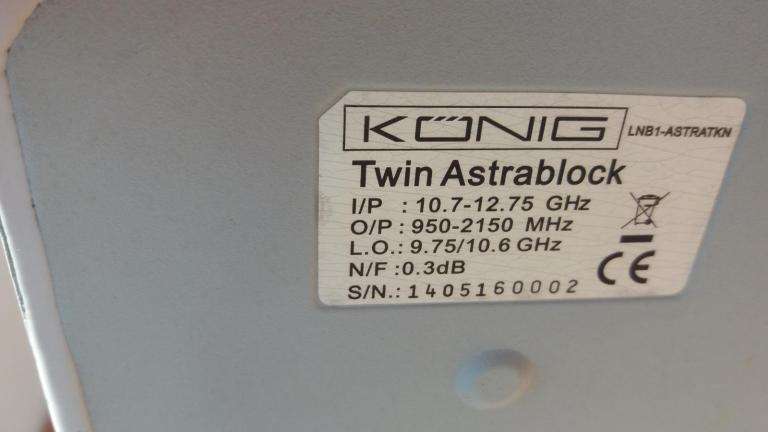 KÖNIG LNB1-ASTRATKN
Twin Astrablock
I/P : 10.7-12.75 GHz
O/P : 950-2150 MHz
L.O.: 9.75/10.6 GHz
N/F :0.3dB
CE
S/N.: 1405160002